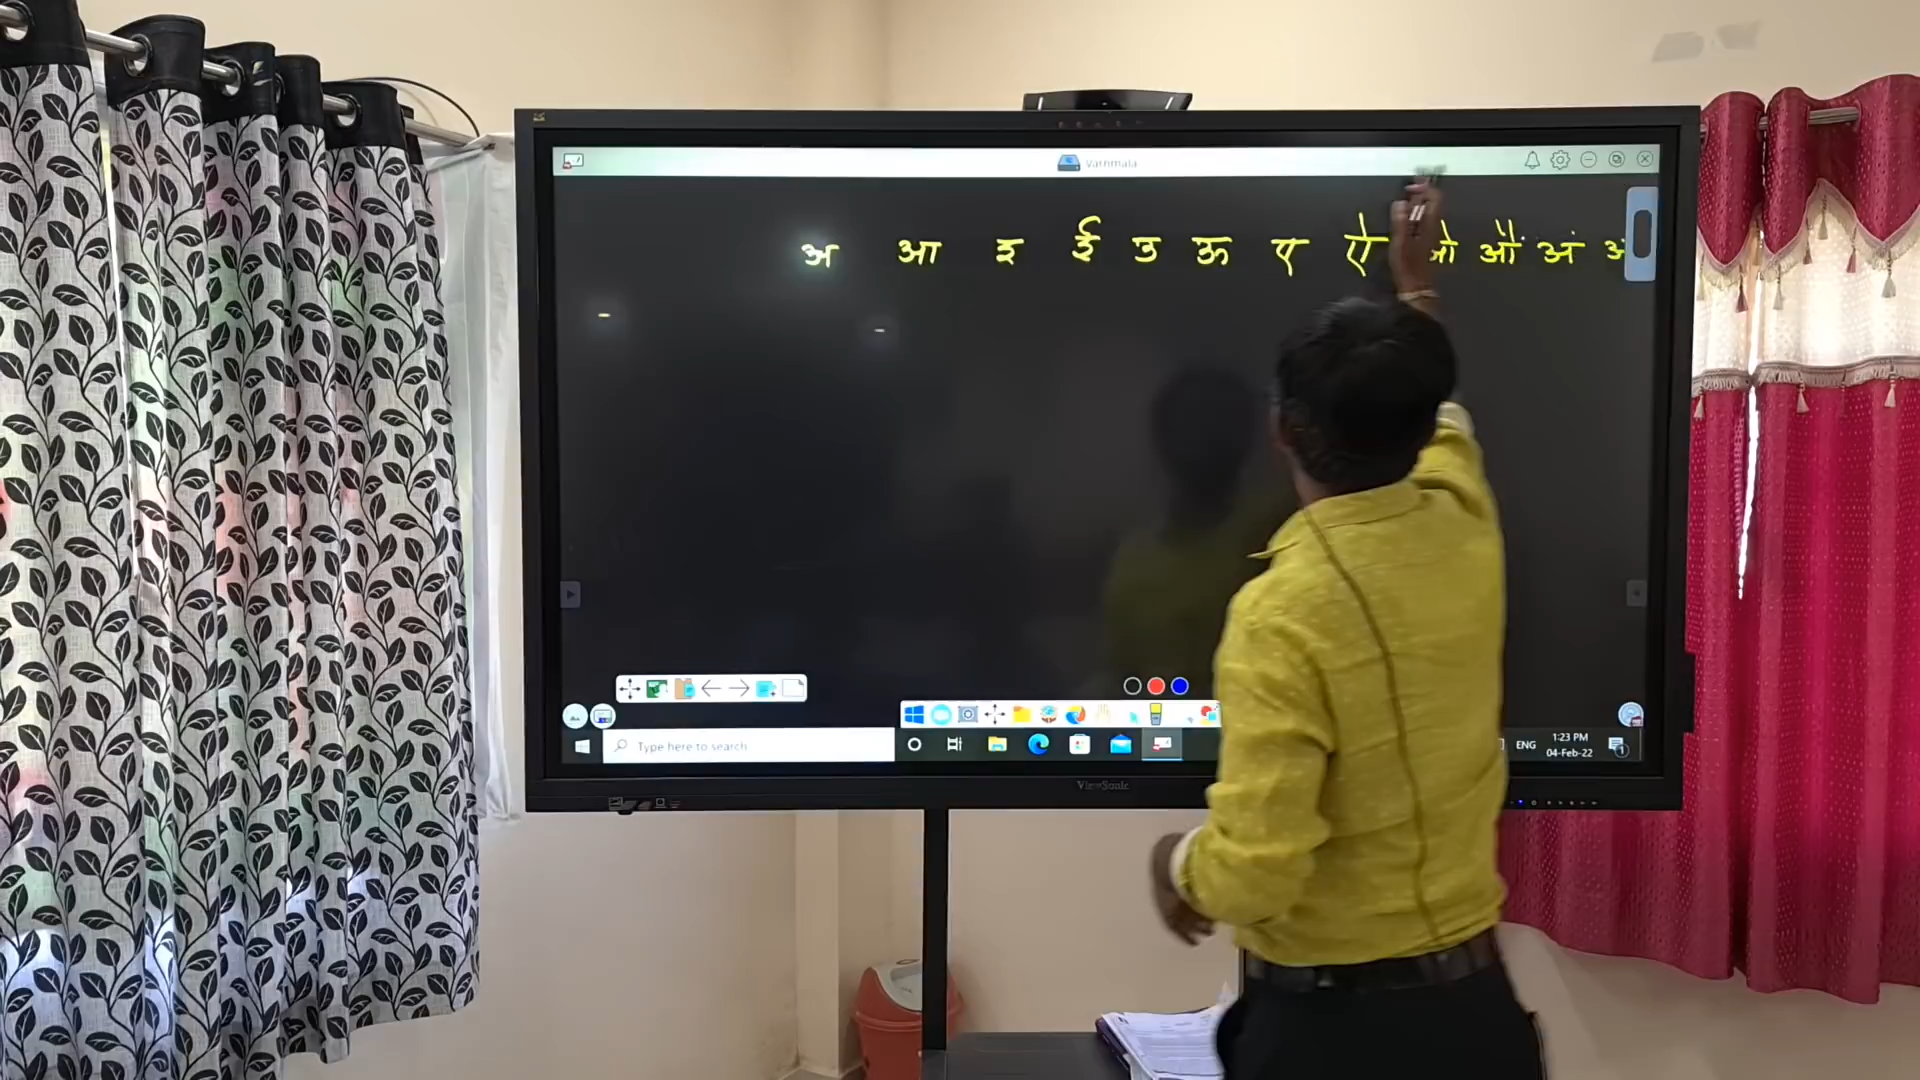 varnmala
अ आ इ ई उ ऊ ए ऐ ओ औ अं
Type here to search
ENG
1:23 PM
04-Feb-22
ViewSonic